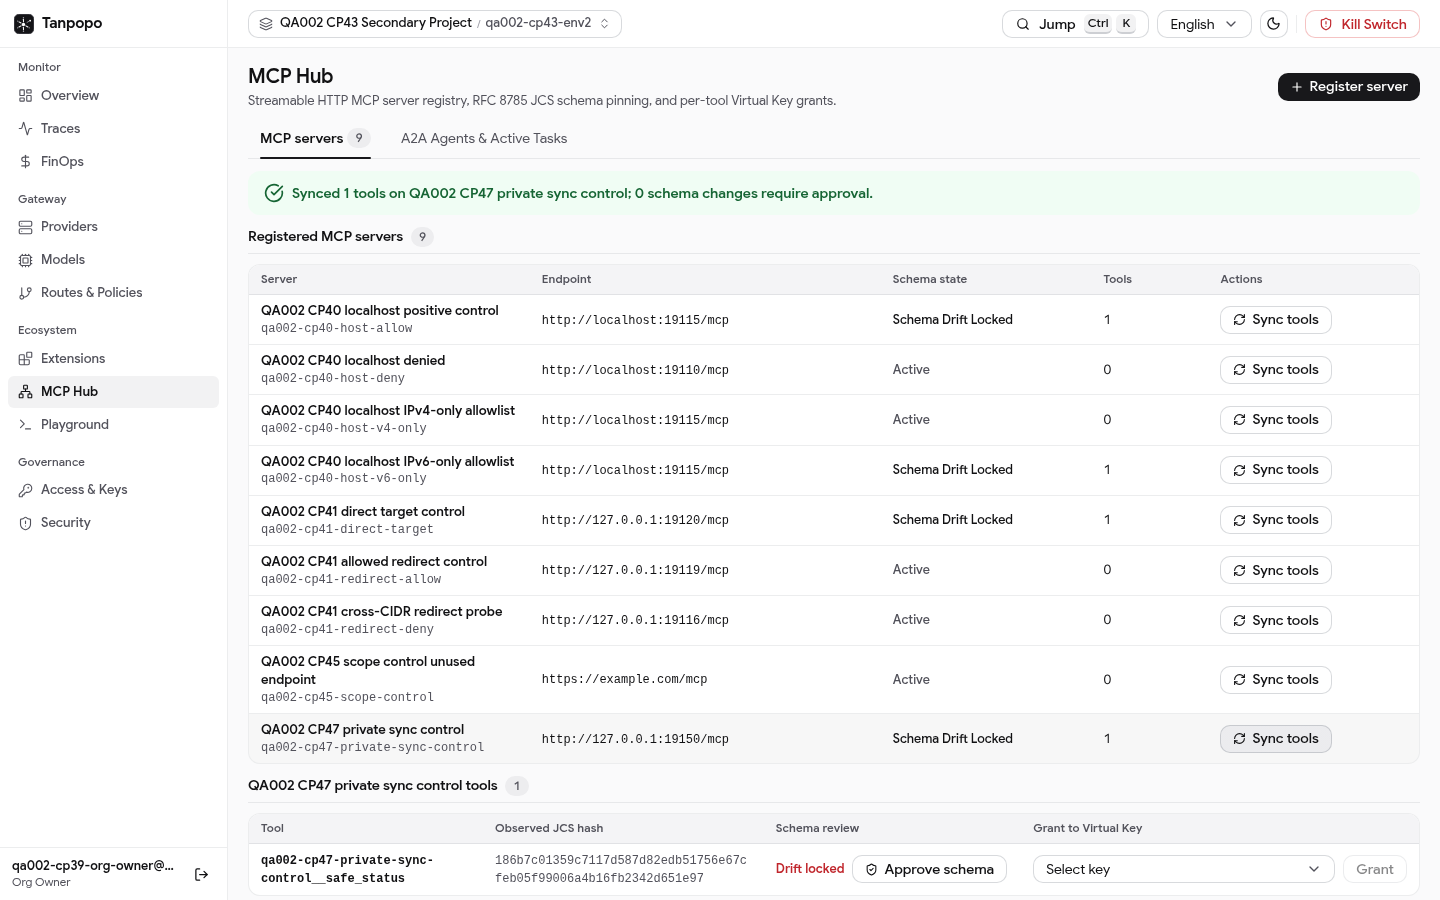 Tanpopo
QA002 CP43 Secondary Project / qa002-cp43-env2
Jump Ctrl K
English
Kill Switch
Monitor
Overview
Traces
FinOps
Gateway
Providers
Models
Routes & Policies
Ecosystem
Extensions
MCP Hub
Playground
Governance
Access & Keys
Security
qa002-cp39-org-owner@...
Org Owner
MCP Hub
Streamable HTTP MCP server registry, RFC 8785 JCS schema pinning, and per-tool Virtual Key grants.
Register server
MCP servers 9
A2A Agents & Active Tasks
Synced 1 tools on QA002 CP47 private sync control; 0 schema changes require approval.
Registered MCP servers 9
Server Endpoint Schema state Tools Actions
QA002 CP40 localhost positive control
qa002-cp40-host-allow
http://localhost:19115/mcp Schema Drift Locked 1 Sync tools
QA002 CP40 localhost denied
qa002-cp40-host-deny
http://localhost:19110/mcp Active 0 Sync tools
QA002 CP40 localhost IPv4-only allowlist
qa002-cp40-host-v4-only
http://localhost:19115/mcp Active 0 Sync tools
QA002 CP40 localhost IPv6-only allowlist
qa002-cp40-host-v6-only
http://localhost:19115/mcp Schema Drift Locked 1 Sync tools
QA002 CP41 direct target control
qa002-cp41-direct-target
http://127.0.0.1:19120/mcp Schema Drift Locked 1 Sync tools
QA002 CP41 allowed redirect control
qa002-cp41-redirect-allow
http://127.0.0.1:19119/mcp Active 0 Sync tools
QA002 CP41 cross-CIDR redirect probe
qa002-cp41-redirect-deny
http://127.0.0.1:19116/mcp Active 0 Sync tools
QA002 CP45 scope control unused
endpoint
qa002-cp45-scope-control
https://example.com/mcp Active 0 Sync tools
QA002 CP47 private sync control
qa002-cp47-private-sync-control
http://127.0.0.1:19150/mcp Schema Drift Locked 1 Sync tools
QA002 CP47 private sync control tools 1
Tool Observed JCS hash Schema review Grant to Virtual Key
qa002-cp47-private-sync-
control__safe_status
186b7c01359c7117d587d82edb51756e67c
feb05f99006a4b16fb2342d651e97
Drift locked Approve schema Select key Grant